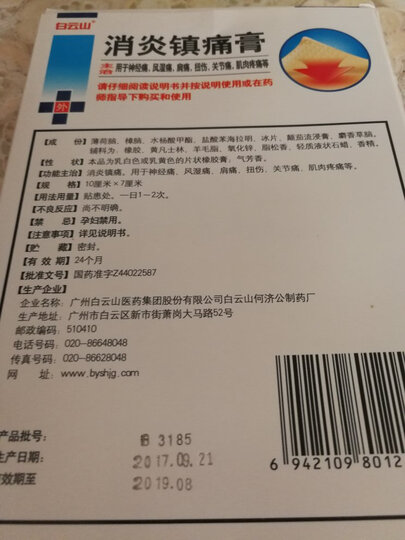 白云山
消炎镇痛膏
主治
用于神经痛、风湿痛、肩痛、扭伤、关节痛、肌肉疼痛等
请仔细阅读说明书并按说明使用或在药
师指导下购买和使用
外
【成 份】薄荷脑、樟脑、水杨酸甲酯、盐酸苯海拉明、冰片、颠茄流浸膏、麝香草脑。
辅料为:橡胶、黄凡士林、羊毛脂、氧化锌、脂松香、轻质液状石蜡、香精。
【性 状】本品为乳白色或乳黄色的片状橡胶膏;气芳香。
【功能主治】消炎镇痛。用于神经痛、风湿痛、肩痛、扭伤、关节痛、肌肉疼痛等。
【规 格】10厘米×7厘米
【用法用量】贴患处,一日1~2次。
【不良反应】尚不明确。
【禁 忌】孕妇禁用。
【注意事项】详见说明书。
【贮 藏】密封。
【有 效 期】24个月
【批准文号】国药准字Z44022587
【生产企业】
企业名称:广州白云山医药集团股份有限公司白云山何济公制药厂
生产地址:广州市白云区新市街萧岗大马路52号
邮政编码:510410
电话号码:020-86648048
传真号码:020-86628048
网 址:www.byshjg.com
产品批号: 3185
生产日期: 2017.09.21
有效期至 2019.08
6 942109 8012